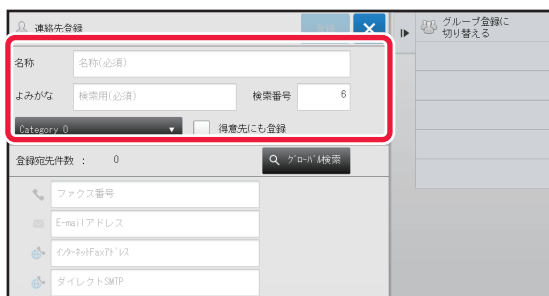 連絡先登録
登録
グループ登録に
切り替える
名称 名称(必須)
よみがな 検索用(必須) 検索番号 6
Category 0 得意先にも登録
登録宛先件数 : 0 グローバル検索
ファクス番号
E-mailアドレス
インターネットFaxアドレス
ダイレクトSMTP